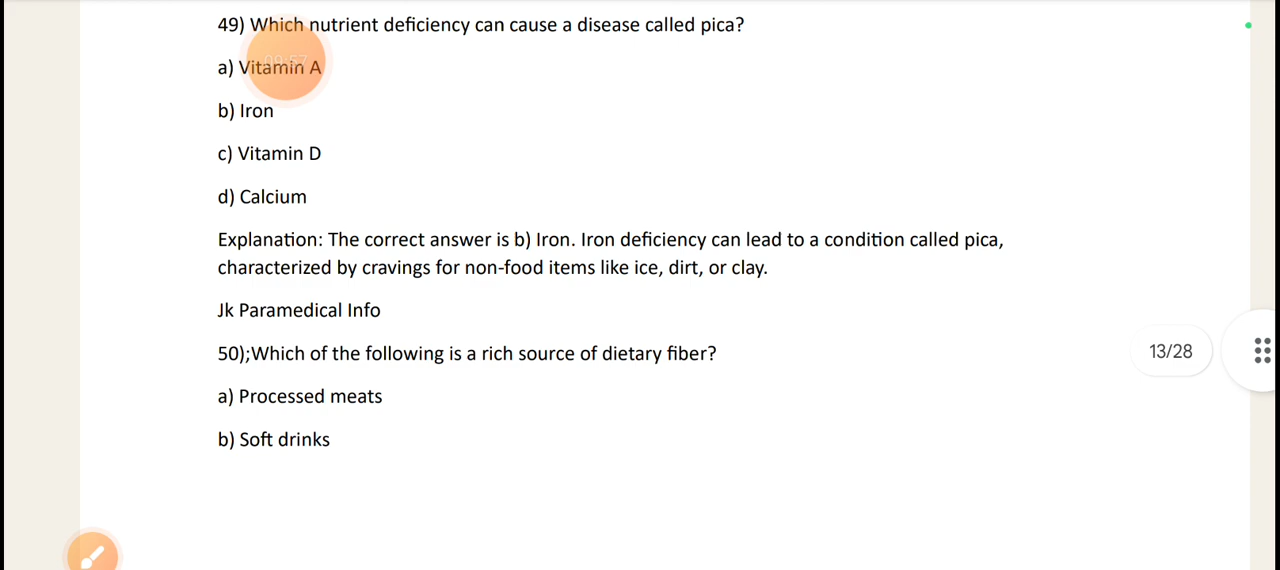 49) Which nutrient deficiency can cause a disease called pica?
a) Vitamin A
b) Iron
c) Vitamin D
d) Calcium
Explanation: The correct answer is b) Iron. Iron deficiency can lead to a condition called pica,
characterized by cravings for non-food items like ice, dirt, or clay.
Jk Paramedical Info
50);Which of the following is a rich source of dietary fiber?
13/28
a) Processed meats
b) Soft drinks